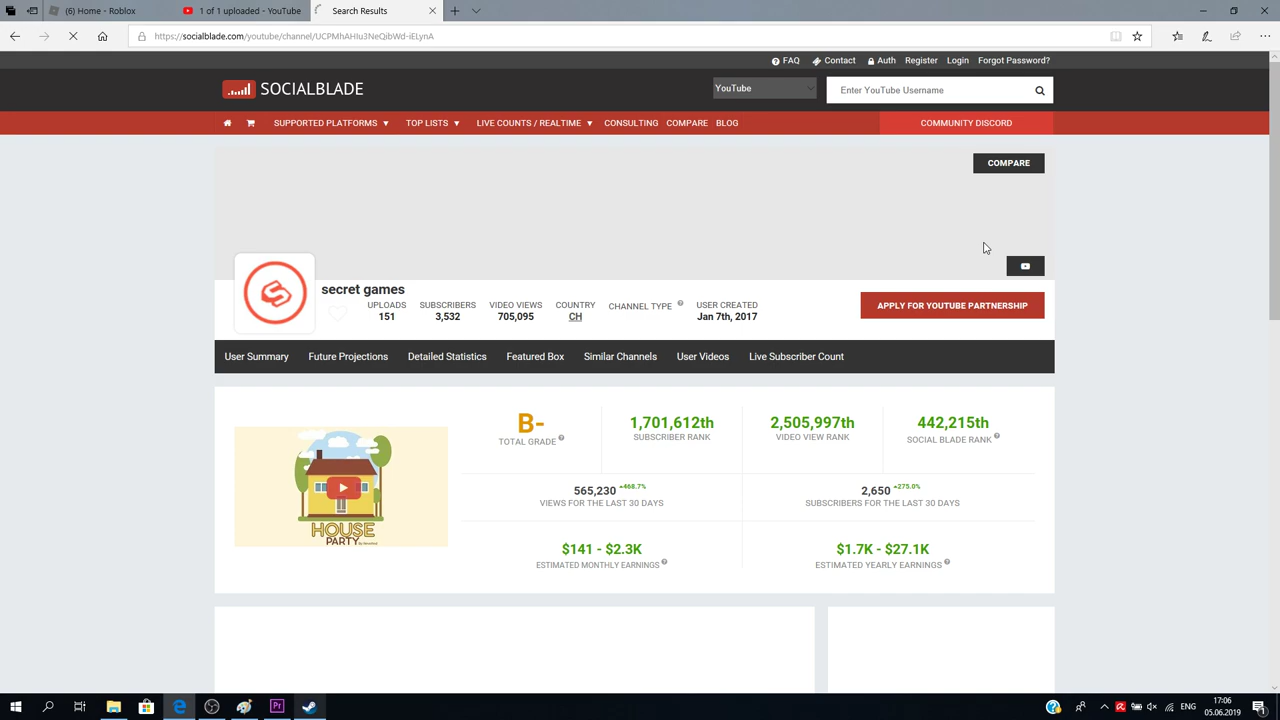 (6) Home - Roblox
1 of 1 videos - YouTube
Search Results
https://socialblade.com/youtube/channel/UCPMhAHIu3NeQibWd-iELynA
FAQ Contact Auth Register Login Forgot Password?
SOCIALBLADE
YouTube
Enter YouTube Username
SUPPORTED PLATFORMS TOP LISTS LIVE COUNTS / REALTIME CONSULTING COMPARE BLOG
COMMUNITY DISCORD
COMPARE
secret games
UPLOADS SUBSCRIBERS VIDEO VIEWS COUNTRY CHANNEL TYPE USER CREATED
151 3,532 705,095 CH Jan 7th, 2017
APPLY FOR YOUTUBE PARTNERSHIP
User Summary Future Projections Detailed Statistics Featured Box Similar Channels User Videos Live Subscriber Count
B- 1,701,612th 2,505,997th 442,215th
TOTAL GRADE SUBSCRIBER RANK VIDEO VIEW RANK SOCIAL BLADE RANK
HOUSE
PARTY
565,230 +468.7% 2,650 +275.0%
VIEWS FOR THE LAST 30 DAYS SUBSCRIBERS FOR THE LAST 30 DAYS
$141 - $2.3K $1.7K - $27.1K
ESTIMATED MONTHLY EARNINGS ESTIMATED YEARLY EARNINGS
Pr
ENG
17:06
05.06.2019